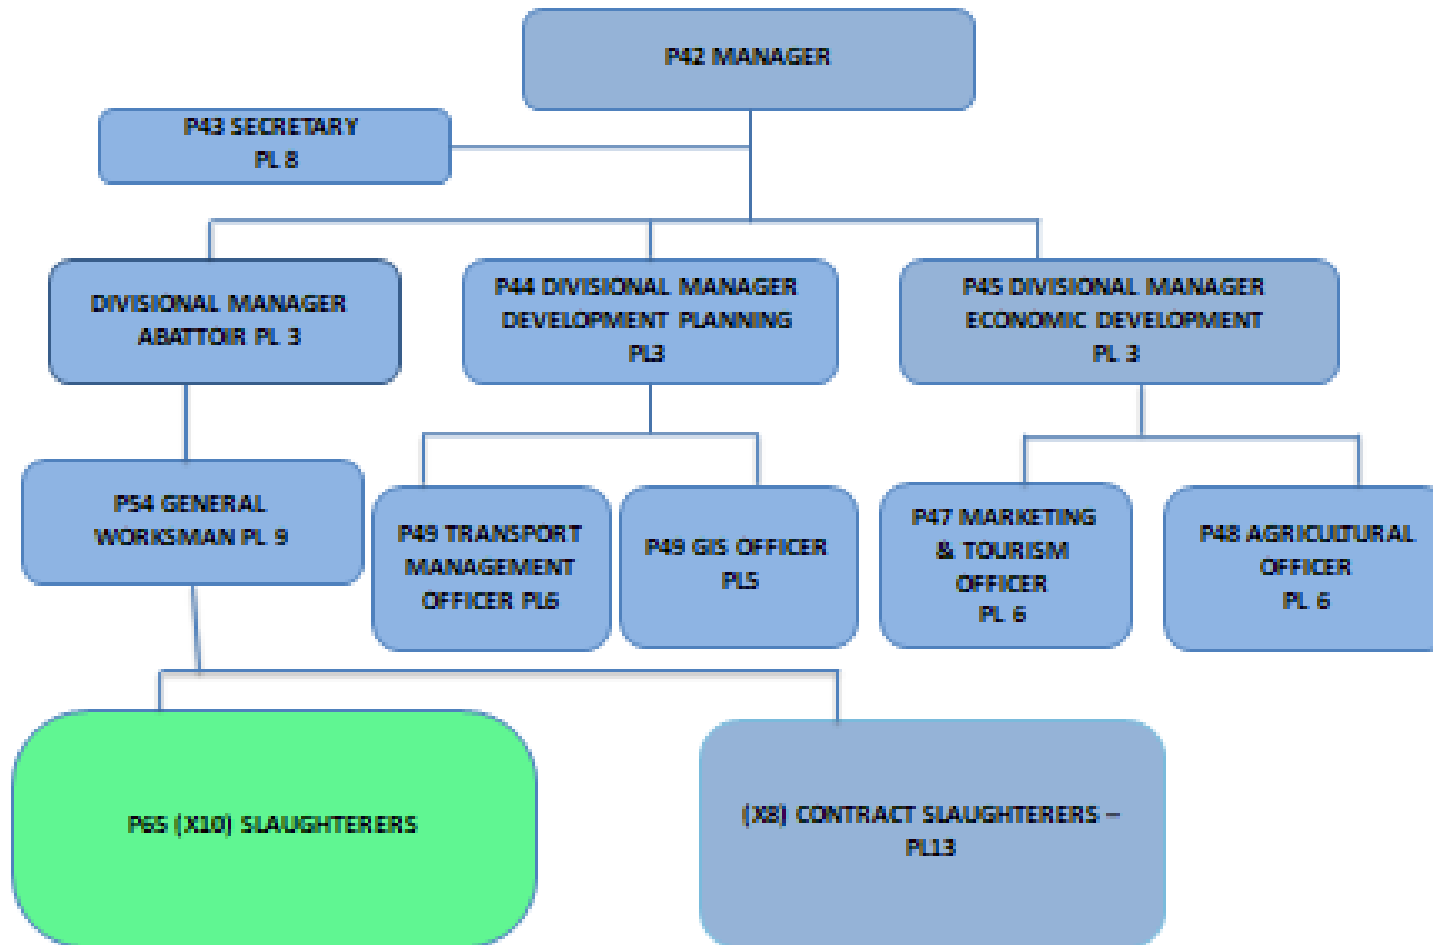 P42 MANAGER
P43 SECRETARY
PL 8
DIVISIONAL MANAGER
ABATTOIR PL 3
P44 DIVISIONAL MANAGER
DEVELOPMENT PLANNING
PL3
P45 DIVISIONAL MANAGER
ECONOMIC DEVELOPMENT
PL 3
P54 GENERAL
WORKSMAN PL 9
P49 TRANSPORT
MANAGEMENT
OFFICER PL6
P49 GIS OFFICER
PL5
P47 MARKETING
& TOURISM
OFFICER
PL 6
P48 AGRICULTURAL
OFFICER
PL 6
P65 (X10) SLAUGHTERERS
(X8) CONTRACT SLAUGHTERERS –
PL13